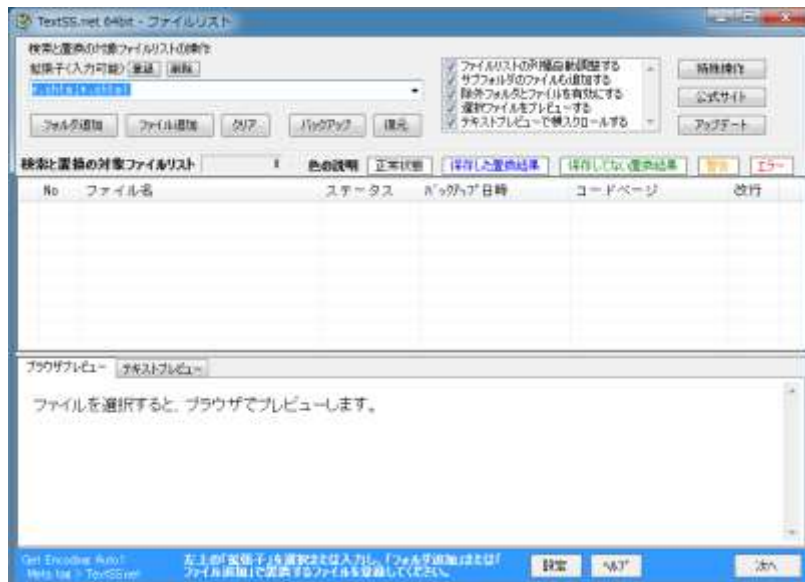 TextSS.net 64bit - ファイルリスト
検索と置換の対象ファイルリストの操作
拡張子(入力可能) 登録 削除
フォルダ追加 ファイル追加 クリア バックアップ 復元
ファイルリストの列幅自動調整する
サブフォルダのファイルも追加する
除外フォルダとファイルを有効にする
選択ファイルをプレビューする
テキストプレビューで横スクロールする
特殊操作
公式サイト
アップデート
検索と置換の対象ファイルリスト 色の説明 正常状態 保存した置換結果 保存してない置換結果 警告 エラー
No ファイル名 ステータス バックアップ日時 コードページ 改行
ブラウザプレビュー テキストプレビュー
ファイルを選択すると、ブラウザでプレビューします。
Get Encoding Auto1
Meta tag > TextSS.net
左上の「拡張子」を選択または入力し、「フォルダ追加」または「
ファイル追加」で置換するファイルを登録してください。
設定 ヘルプ 次へ